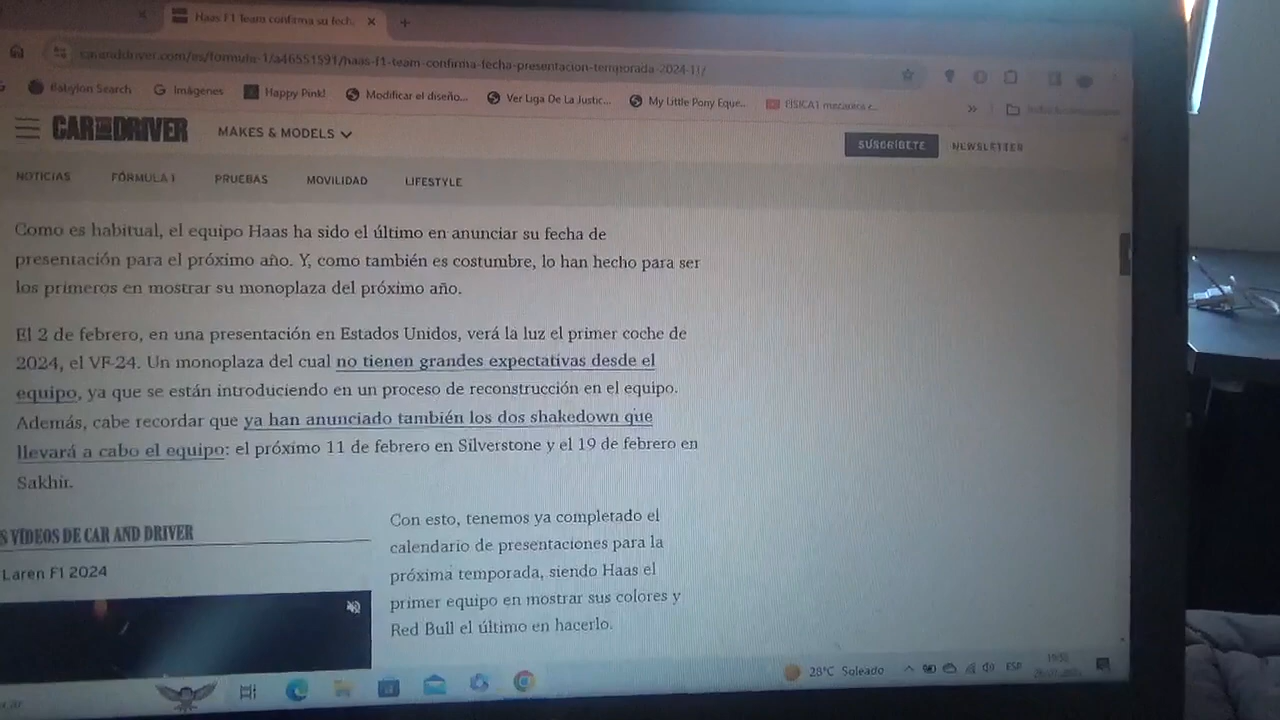 Haas F1 Team confirma su fech
caranddriver.com/es/formula-1/a46551591/haas-f1-team-confirma-fecha-presentacion-temporada-2024-11/
Babylon Search
Imágenes
Happy Pink!
Modificar el diseño...
Ver Liga De La Justic...
My Little Pony Eque...
FISICA1 mecanica c...
CAR AND DRIVER
MAKES & MODELS
SUSCRÍBETE
NEWSLETTER
NOTICIAS
FÓRMULA 1
PRUEBAS
MOVILIDAD
LIFESTYLE
Como es habitual, el equipo Haas ha sido el último en anunciar su fecha de
presentación para el próximo año. Y, como también es costumbre, lo han hecho para ser
los primeros en mostrar su monoplaza del próximo año.
El 2 de febrero, en una presentación en Estados Unidos, verá la luz el primer coche de
2024, el VF-24. Un monoplaza del cual no tienen grandes expectativas desde el
equipo, ya que se están introduciendo en un proceso de reconstrucción en el equipo.
Además, cabe recordar que ya han anunciado también los dos shakedown que
llevará a cabo el equipo: el próximo 11 de febrero en Silverstone y el 19 de febrero en
Sakhir.
S VÍDEOS DE CAR AND DRIVER
Laren F1 2024
Con esto, tenemos ya completado el
calendario de presentaciones para la
próxima temporada, siendo Haas el
primer equipo en mostrar sus colores y
Red Bull el último en hacerlo.
28°C Soleado
ESP